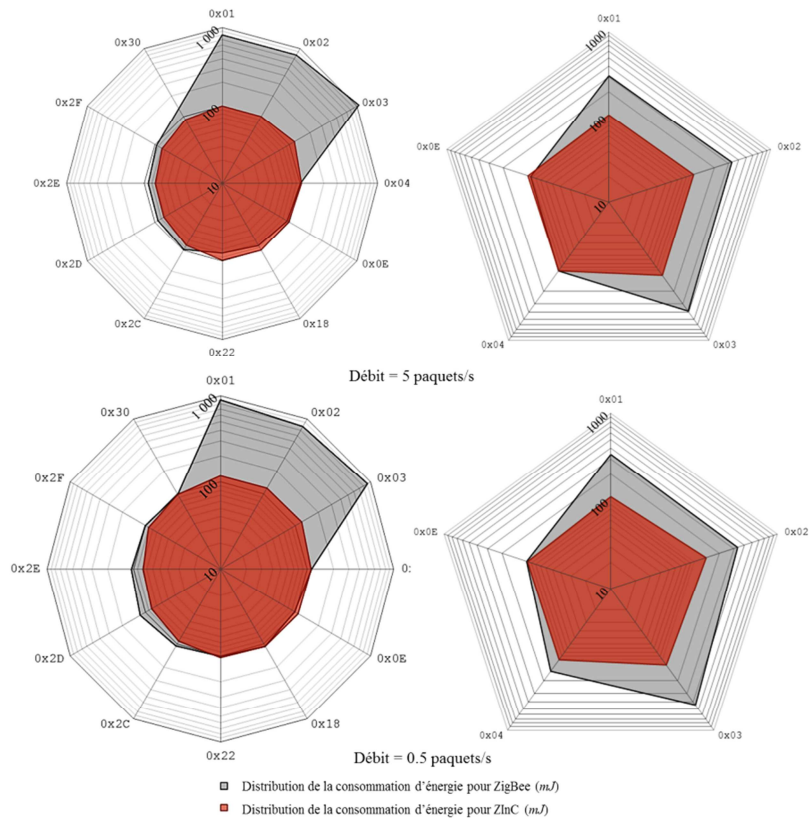 0x01
1 000
0x02
0x30
0x03
0x2F
100
0x04
0x2E
10
0x0E
0x2D
0x18
0x2C
0x22
0x01
1000
0x02
0x0E
100
10
0x03
0x04
Débit = 5 paquets/s
0x01
1 000
0x02
0x30
0x03
0x2F
100
0:
0x2E
10
0x0E
0x2D
0x18
0x2C
0x22
0x01
1000
0x02
0x0E
100
10
0x03
0x04
Débit = 0.5 paquets/s
Distribution de la consommation d'énergie pour ZigBee (mJ)
Distribution de la consommation d'énergie pour ZInC (mJ)